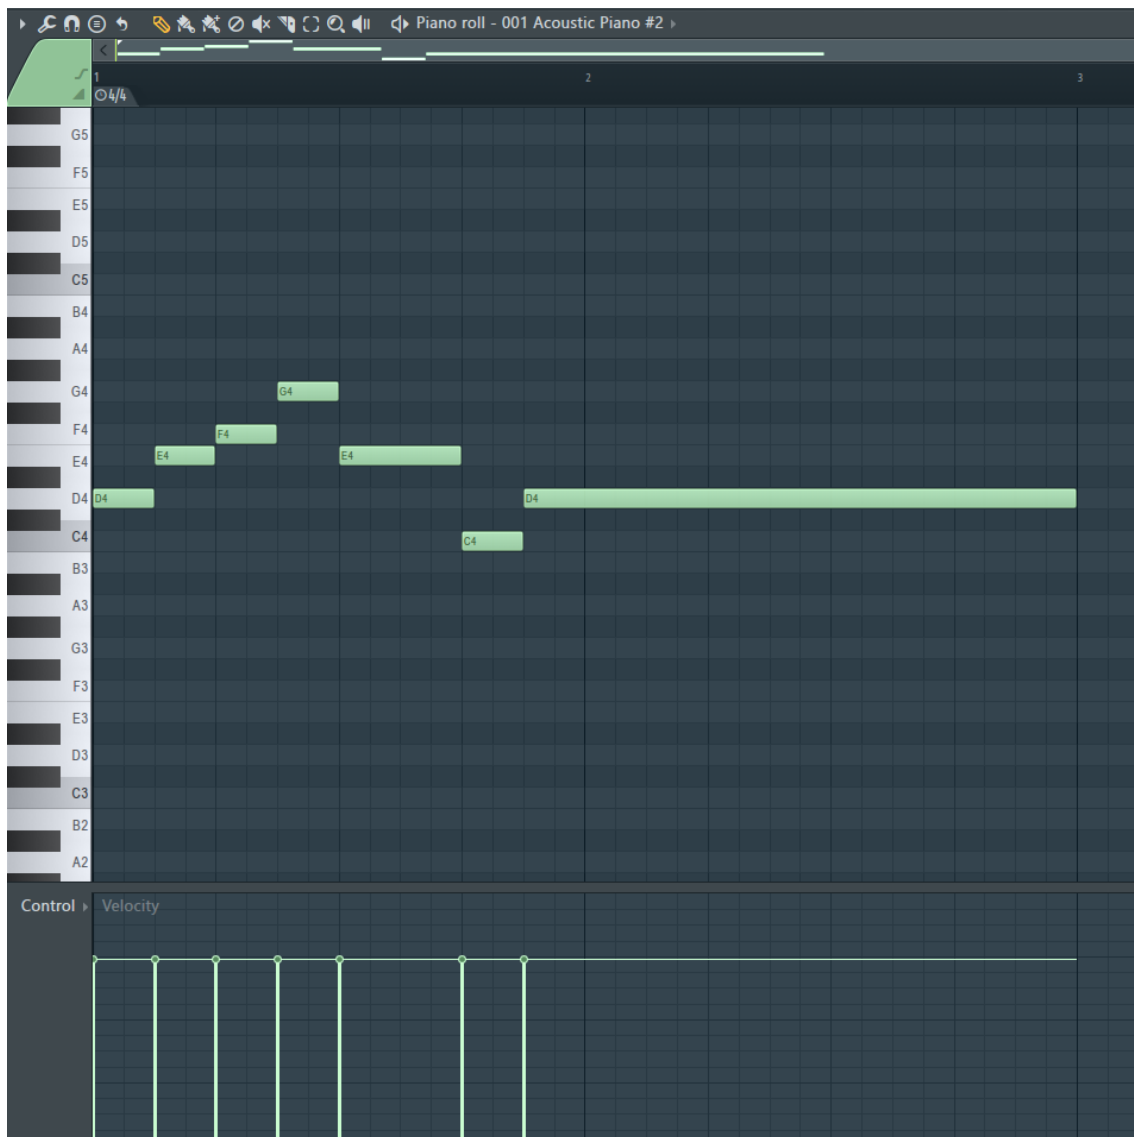 Piano roll - 001 Acoustic Piano #2
1 2 3
4/4
G5
F5
E5
D5
C5
B4
A4
G4 G4
F4 F4
E4 E4 E4
D4 D4 D4
C4 C4
B3
A3
G3
F3
E3
D3
C3
B2
A2
Control Velocity